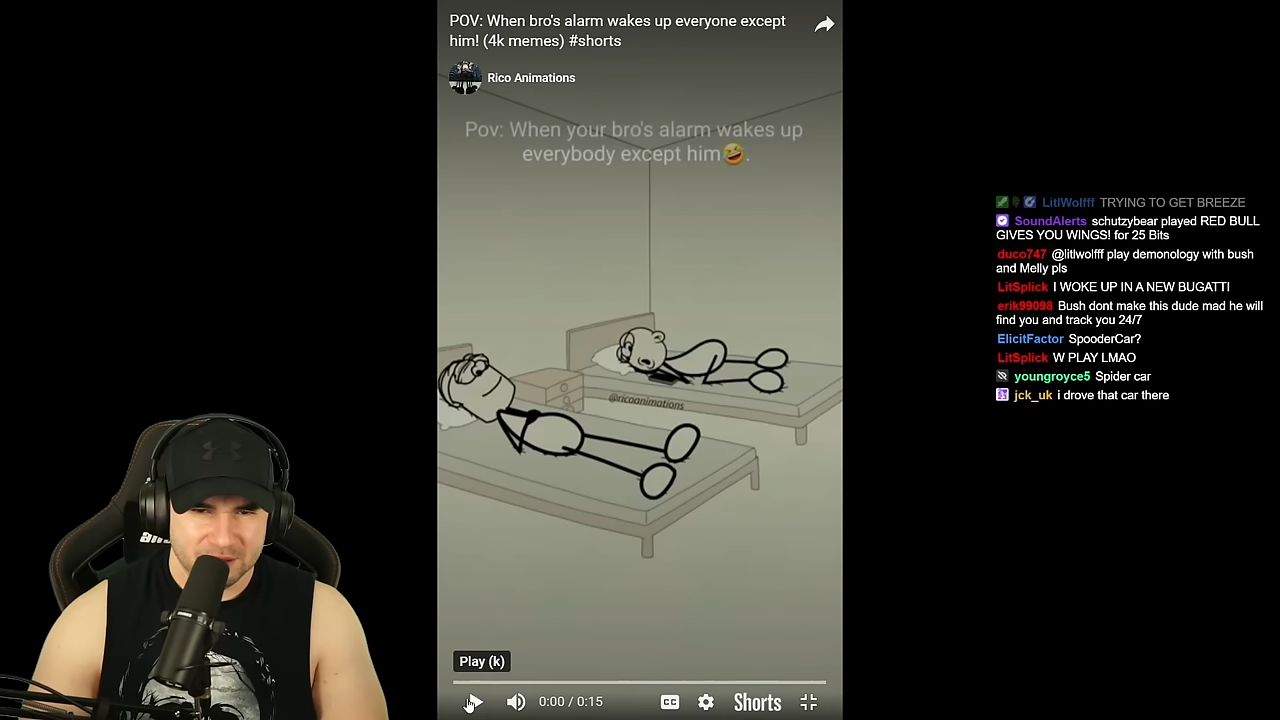 POV: When bro's alarm wakes up everyone except
him! (4k memes) #shorts
Rico Animations
Pov: When your bro's alarm wakes up
everybody except him🤣.
@ricoanimations
LitlWolfff TRYING TO GET BREEZE
SoundAlerts schutzybear played RED BULL
GIVES YOU WINGS! for 25 Bits
duco747 @litlwolfff play demonology with bush
and Melly pls
LitSplick I WOKE UP IN A NEW BUGATTI
erik99098 Bush dont make this dude mad he will
find you and track you 24/7
ElicitFactor SpooderCar?
LitSplick W PLAY LMAO
youngroyce5 Spider car
jck_uk i drove that car there
Play (k)
0:00 / 0:15
CC
Shorts